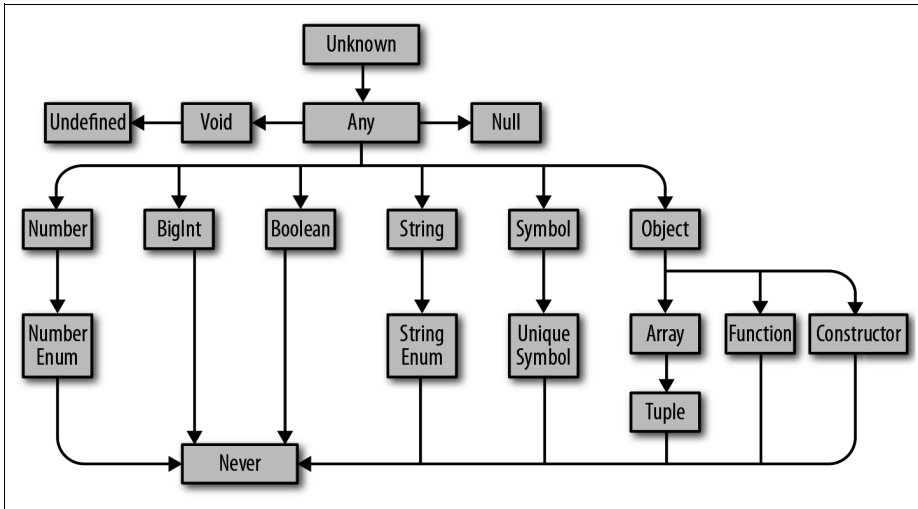 Unknown
Undefined
Void
Any
Null
Number
BigInt
Boolean
String
Symbol
Object
Number
Enum
String
Enum
Unique
Symbol
Array
Function
Constructor
Tuple
Never